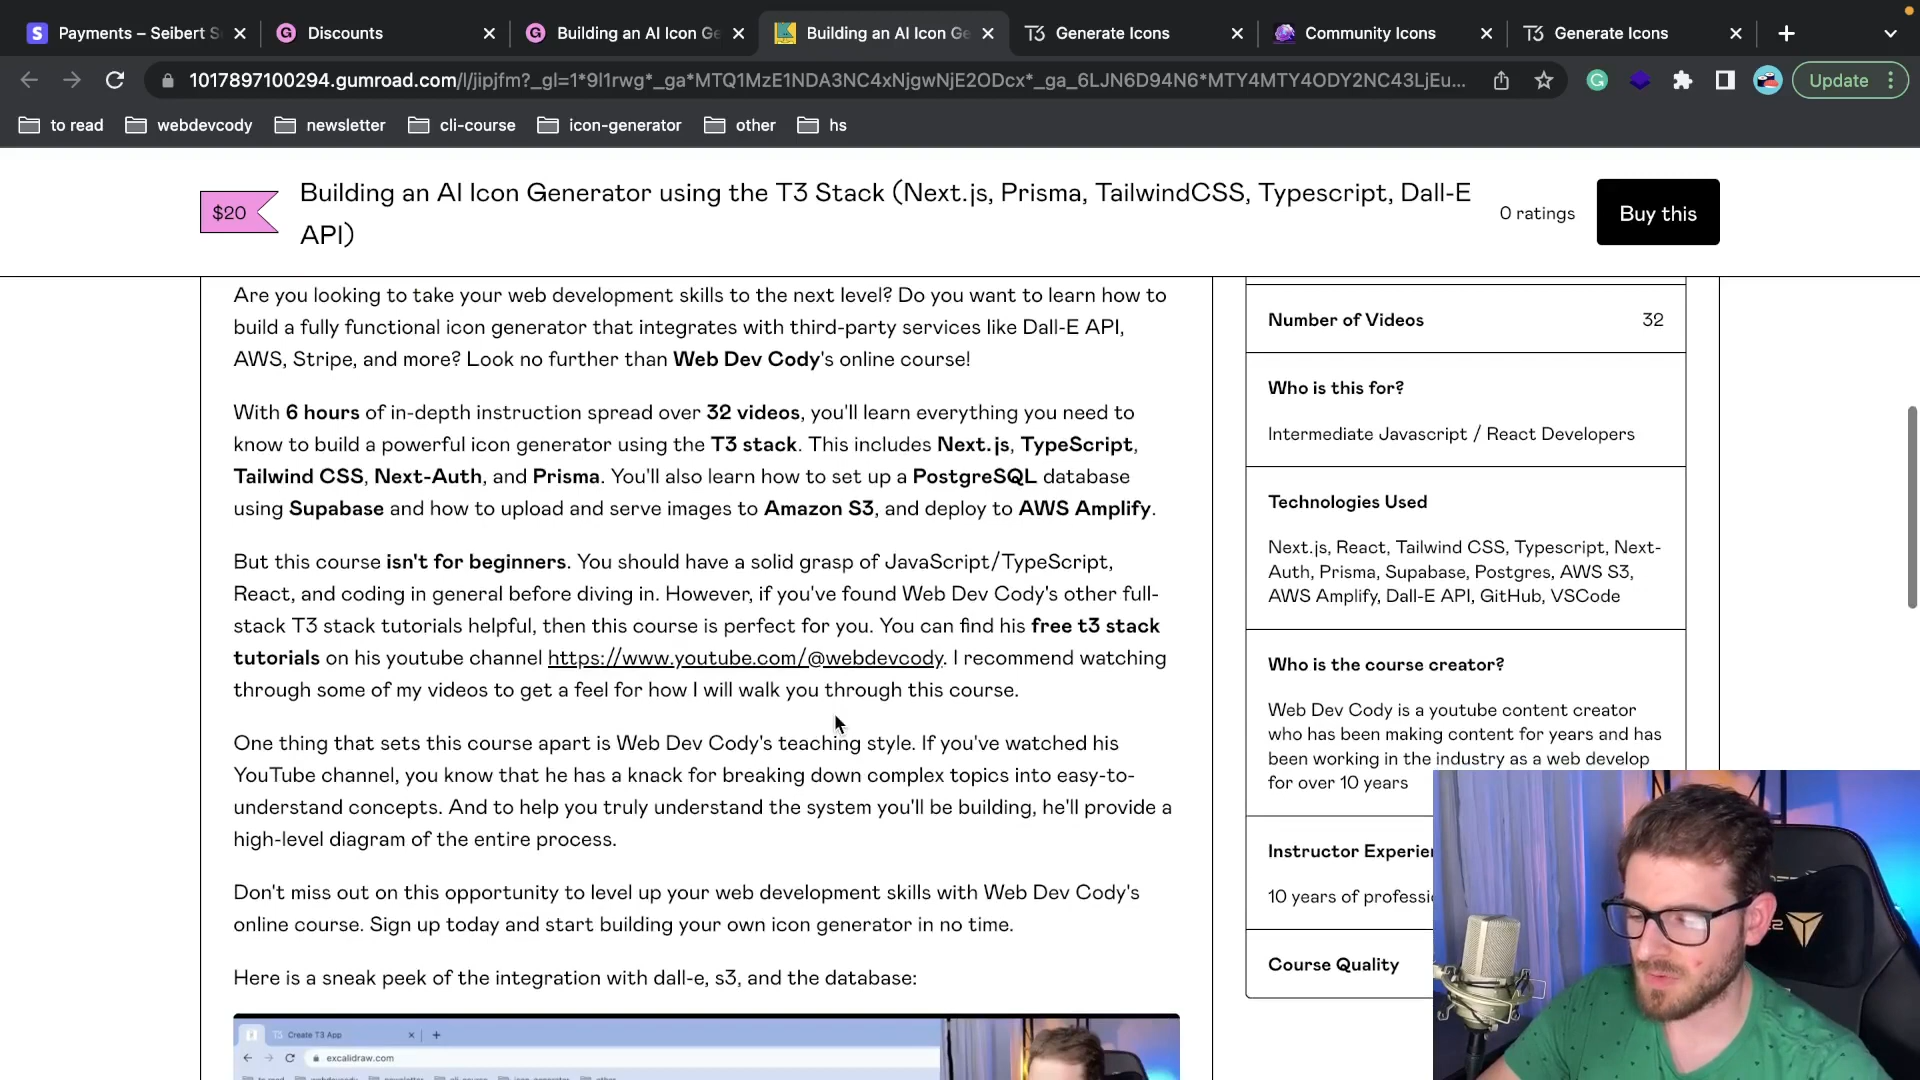 Payments – Seibert S
Discounts
Building an AI Icon Ge
Building an AI Icon Ge
Generate Icons
Community Icons
Generate Icons
1017897100294.gumroad.com/l/jipjfm?_gl=1*9l1rwg*_ga*MTQ1MzE1NDA3NC4xNjgwNjE2ODcx*_ga_6LJN6D94N6*MTY4MTY4ODY2NC43LjEu...
Update
to read
webdevcody
newsletter
cli-course
icon-generator
other
hs
$20
Building an AI Icon Generator using the T3 Stack (Next.js, Prisma, TailwindCSS, Typescript, Dall-E
API)
0 ratings
Buy this
Are you looking to take your web development skills to the next level? Do you want to learn how to
build a fully functional icon generator that integrates with third-party services like Dall-E API,
AWS, Stripe, and more? Look no further than Web Dev Cody's online course!
With 6 hours of in-depth instruction spread over 32 videos, you'll learn everything you need to
know to build a powerful icon generator using the T3 stack. This includes Next.js, TypeScript,
Tailwind CSS, Next-Auth, and Prisma. You'll also learn how to set up a PostgreSQL database
using Supabase and how to upload and serve images to Amazon S3, and deploy to AWS Amplify.
But this course isn't for beginners. You should have a solid grasp of JavaScript/TypeScript,
React, and coding in general before diving in. However, if you've found Web Dev Cody's other full-
stack T3 stack tutorials helpful, then this course is perfect for you. You can find his free t3 stack
tutorials on his youtube channel https://www.youtube.com/@webdevcody. I recommend watching
through some of my videos to get a feel for how I will walk you through this course.
One thing that sets this course apart is Web Dev Cody's teaching style. If you've watched his
YouTube channel, you know that he has a knack for breaking down complex topics into easy-to-
understand concepts. And to help you truly understand the system you'll be building, he'll provide a
high-level diagram of the entire process.
Don't miss out on this opportunity to level up your web development skills with Web Dev Cody's
online course. Sign up today and start building your own icon generator in no time.
Here is a sneak peek of the integration with dall-e, s3, and the database:
Create T3 App
excalidraw.com
Number of Videos
32
Who is this for?
Intermediate Javascript / React Developers
Technologies Used
Next.js, React, Tailwind CSS, Typescript, Next-
Auth, Prisma, Supabase, Postgres, AWS S3,
AWS Amplify, Dall-E API, GitHub, VSCode
Who is the course creator?
Web Dev Cody is a youtube content creator
who has been making content for years and has
been working in the industry as a web develop
for over 10 years
Instructor Experie
10 years of professi
Course Quality